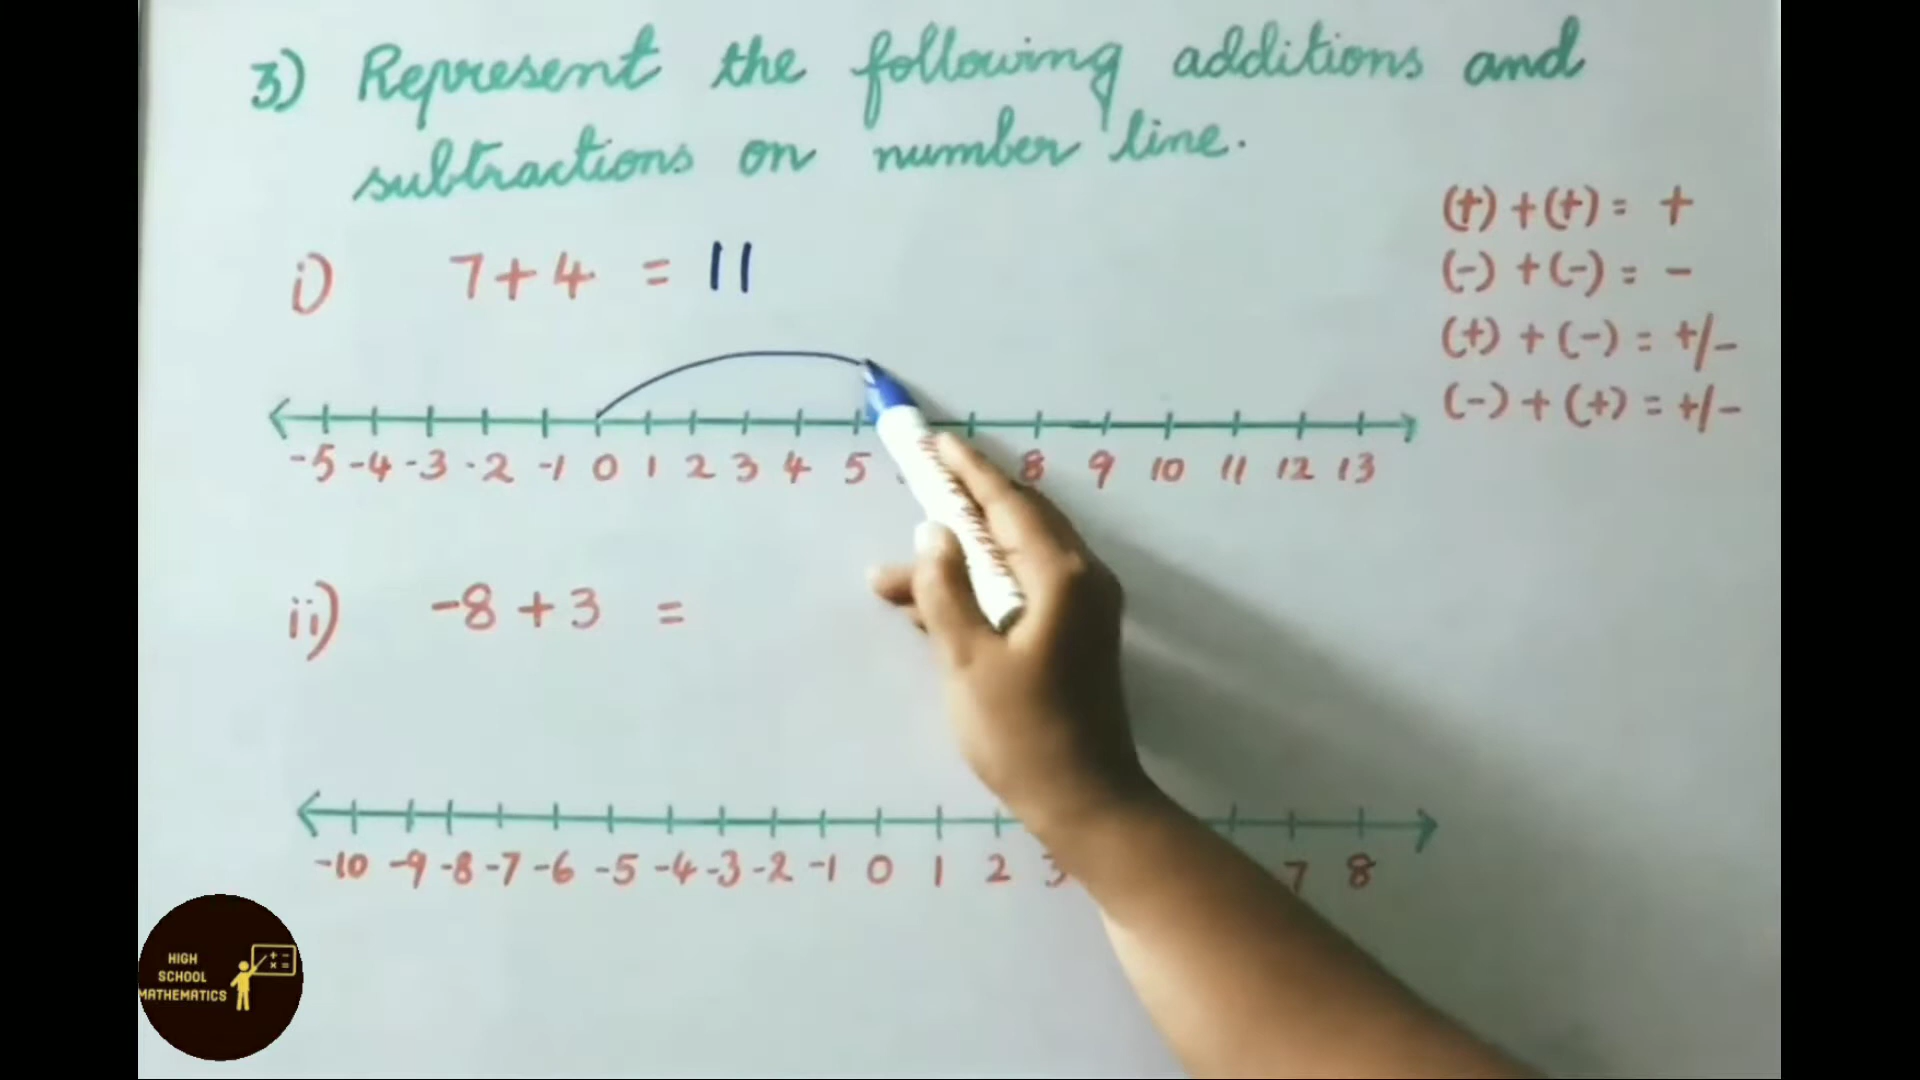 3) Represent the following additions and
subtractions on number line.
(+) + (+) = +
(-) + (-) = -
(+) + (-) = +/-
(-) + (+) = +/-
i) 7 + 4 = 11
-5 -4 -3 -2 -1 0 1 2 3 4 5 8 9 10 11 12 13
ii) -8 + 3 =
-10 -9 -8 -7 -6 -5 -4 -3 -2 -1 0 1 2 3 7 8
HIGH
SCHOOL
MATHEMATICS
+ -
× =